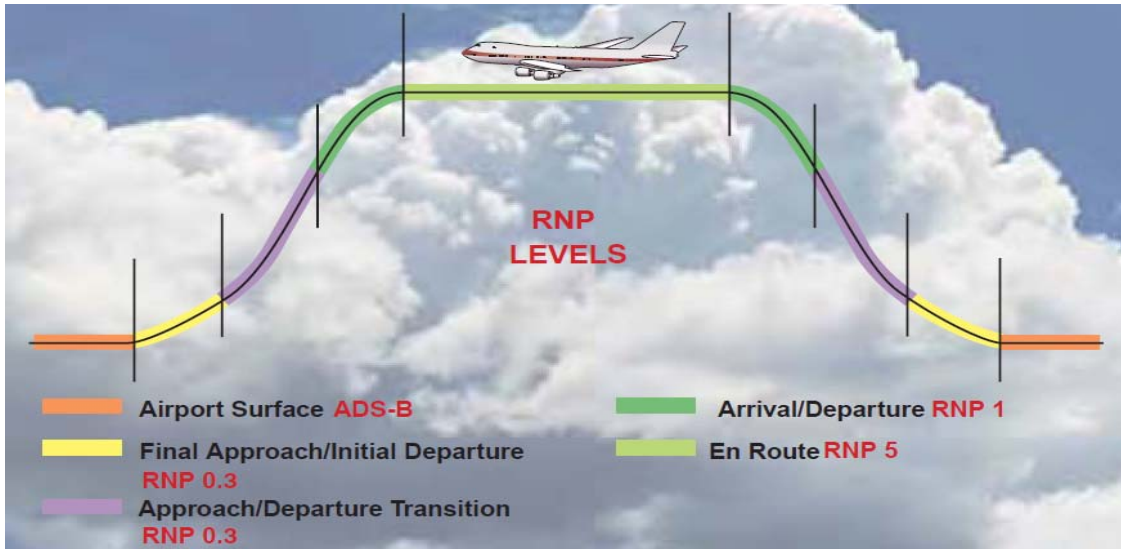 RNP
LEVELS
Airport Surface ADS-B
Final Approach/Initial Departure
RNP 0.3
Approach/Departure Transition
RNP 0.3
Arrival/Departure RNP 1
En Route RNP 5